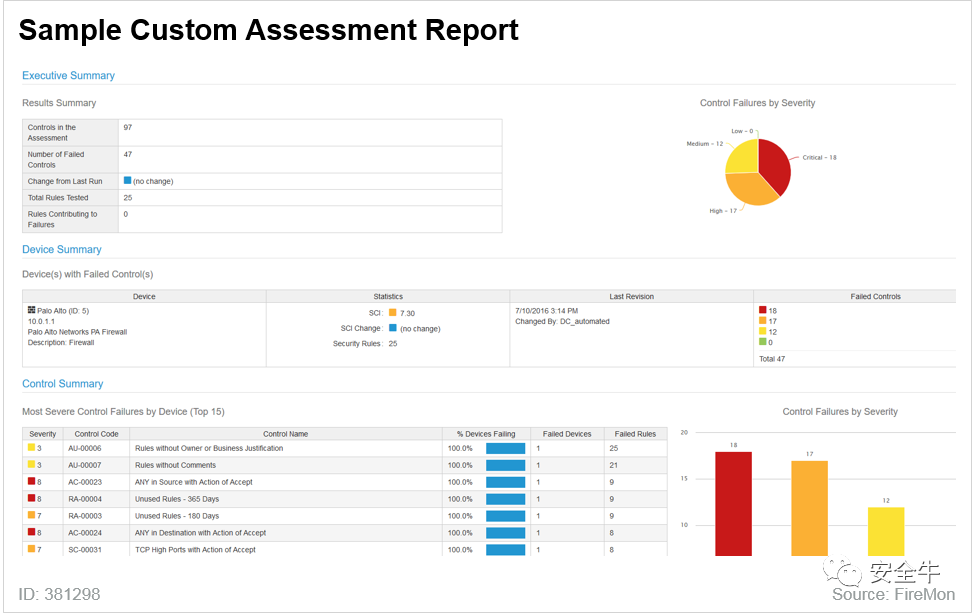 Sample Custom Assessment Report
Executive Summary
Results Summary
Controls in the
Assessment
97
Number of Failed
Controls
47
Change from Last Run
(no change)
Total Rules Tested
25
Rules Contributing to
Failures
0
Control Failures by Severity
Low - 0
Medium - 12
Critical - 18
High - 17
Device Summary
Device(s) with Failed Control(s)
Device Statistics Last Revision Failed Controls
Palo Alto (ID: 5)
10.0.1.1
Palo Alto Networks PA Firewall
Description: Firewall
SCI: 7.30
SCI Change: (no change)
Security Rules: 25
7/10/2016 3:14 PM
Changed By: DC_automated
18
17
12
0
Total 47
Control Summary
Most Severe Control Failures by Device (Top 15)
Severity Control Code Control Name % Devices Failing Failed Devices Failed Rules
3 AU-00006 Rules without Owner or Business Justification 100.0% 1 25
3 AU-00007 Rules without Comments 100.0% 1 21
8 AC-00023 ANY in Source with Action of Accept 100.0% 1 9
8 RA-00004 Unused Rules - 365 Days 100.0% 1 9
7 RA-00003 Unused Rules - 180 Days 100.0% 1 9
8 AC-00024 ANY in Destination with Action of Accept 100.0% 1 8
7 SC-00031 TCP High Ports with Action of Accept 100.0% 1 8
Control Failures by Severity
20
18
17
15
12
10
安全牛
ID: 381298
Source: FireMon